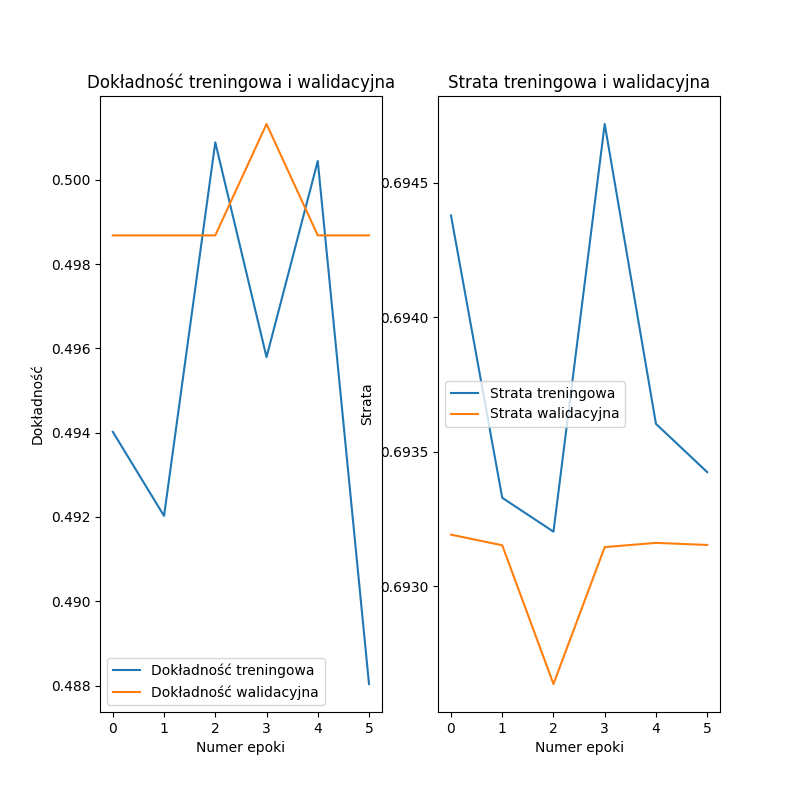 Dokładność treningowa i walidacyjna
Dokładność
0.500
0.498
0.496
0.494
0.492
0.490
0.488
Dokładność treningowa
Dokładność walidacyjna
0 1 2 3 4 5
Numer epoki
Strata treningowa i walidacyjna
Strata
0.6945
0.6940
0.6935
0.6930
Strata treningowa
Strata walidacyjna
0 1 2 3 4 5
Numer epoki